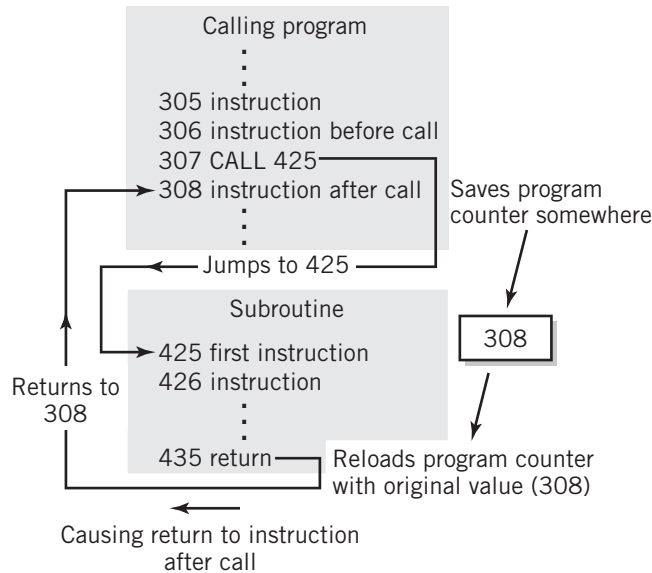 Calling program
.
.
.
305 instruction
306 instruction before call
307 CALL 425
308 instruction after call
.
.
.
Saves program
counter somewhere
Jumps to 425
Subroutine
308
425 first instruction
426 instruction
.
.
.
Returns to
308
435 return
Reloads program counter
with original value (308)
Causing return to instruction
after call